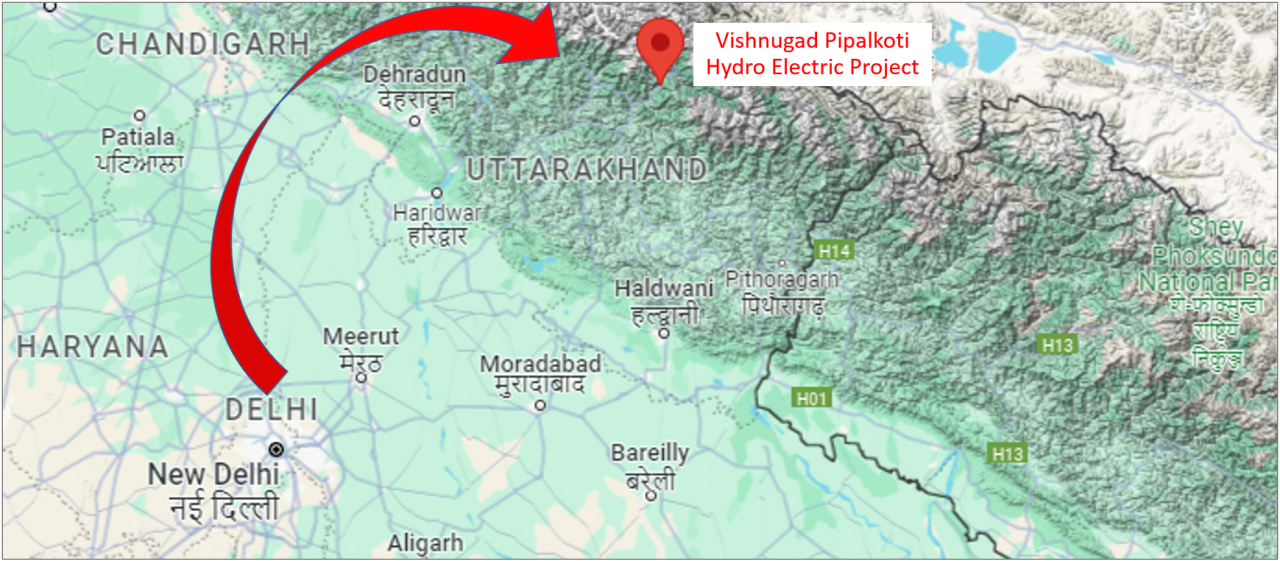 CHANDIGARH
Vishnugad Pipalkoti
Hydro Electric Project
Dehradun
देहरादून
Patiala
ਪਟਿਆਲਾ
UTTARAKHAND
Haridwar
हरिद्वार
Shey
Phoksundo
National Par
शे-फोक्सुन्डो
राष्ट्रिय
निकुञ्ज
H14
Pithoragarh
पिथौरागढ़
Haldwani
हल्द्वानी
HARYANA
Meerut
मेरठ
H13
Moradabad
मुरादाबाद
H01
DELHI
New Delhi
नई दिल्ली
Bareilly
बरेली
H13
Aligarh